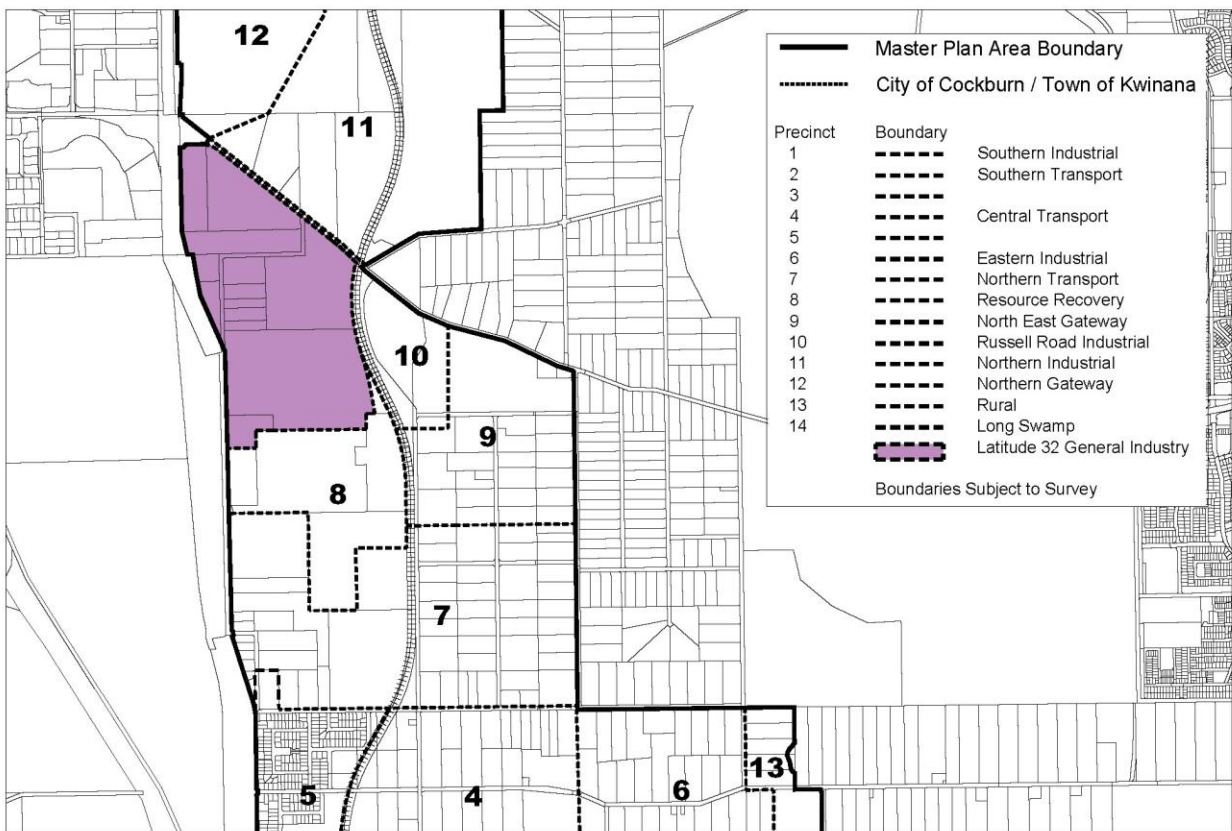 12
11
10
9
8
7
13
6
5
4
Master Plan Area Boundary
City of Cockburn / Town of Kwinana
Precinct Boundary
1 Southern Industrial
2 Southern Transport
3
4 Central Transport
5
6 Eastern Industrial
7 Northern Transport
8 Resource Recovery
9 North East Gateway
10 Russell Road Industrial
11 Northern Industrial
12 Northern Gateway
13 Rural
14 Long Swamp
Latitude 32 General Industry
Boundaries Subject to Survey